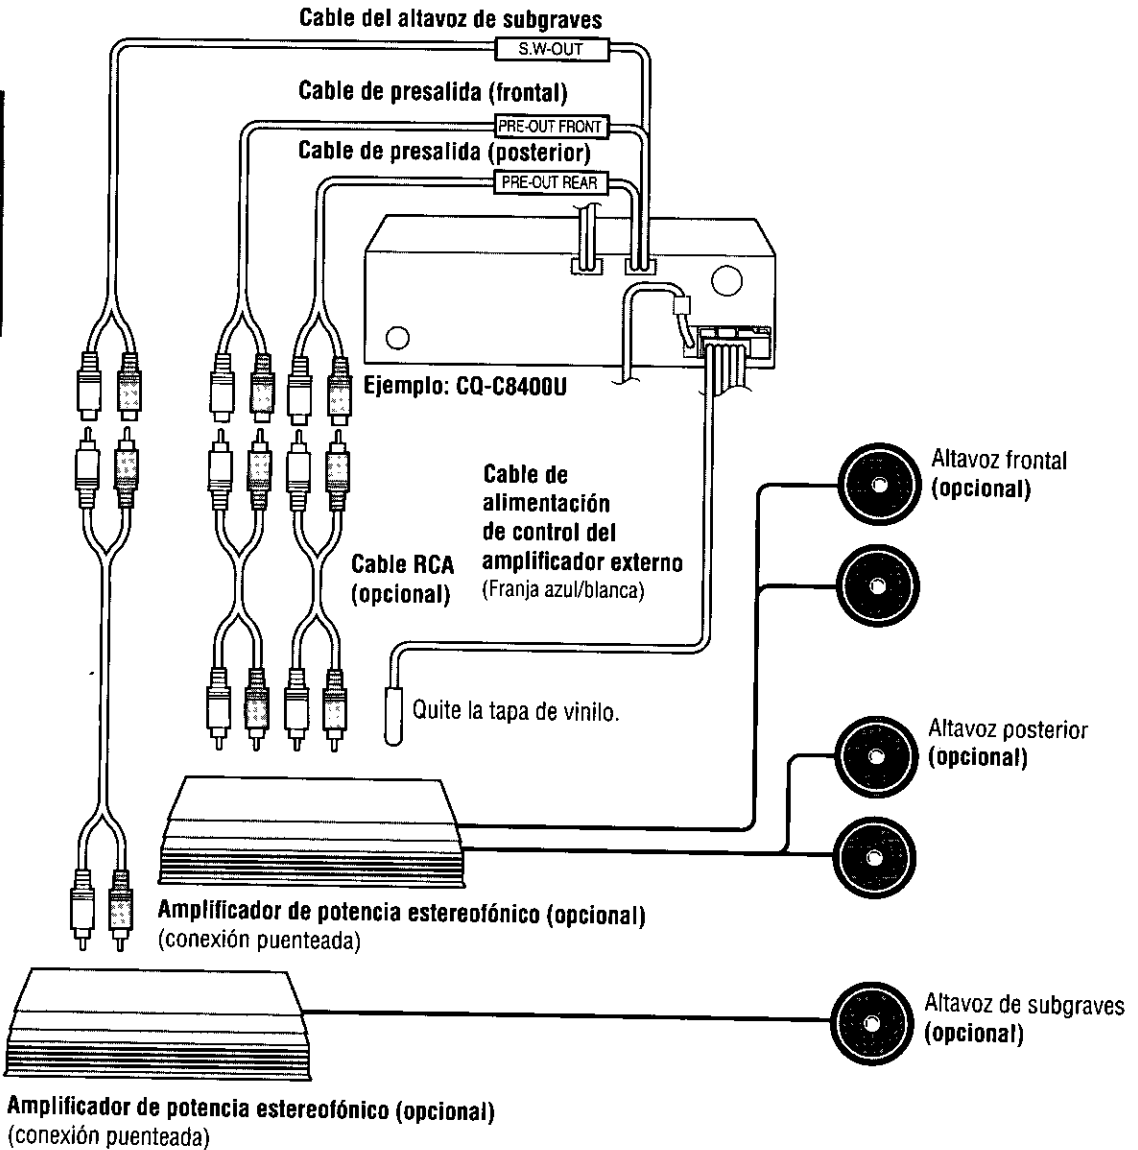 Cable del altavoz de subgraves
S.W-OUT
Cable de presalida (frontal)
PRE-OUT FRONT
Cable de presalida (posterior)
PRE-OUT REAR
Ejemplo: CQ-C8400U
Cable de
alimentación
de control del
amplificador externo
(Franja azul/blanca)
Cable RCA
(opcional)
Quite la tapa de vinilo.
Altavoz frontal
(opcional)
Altavoz posterior
(opcional)
Amplificador de potencia estereofónico (opcional)
(conexión puenteada)
Altavoz de subgraves
(opcional)
Amplificador de potencia estereofónico (opcional)
(conexión puenteada)